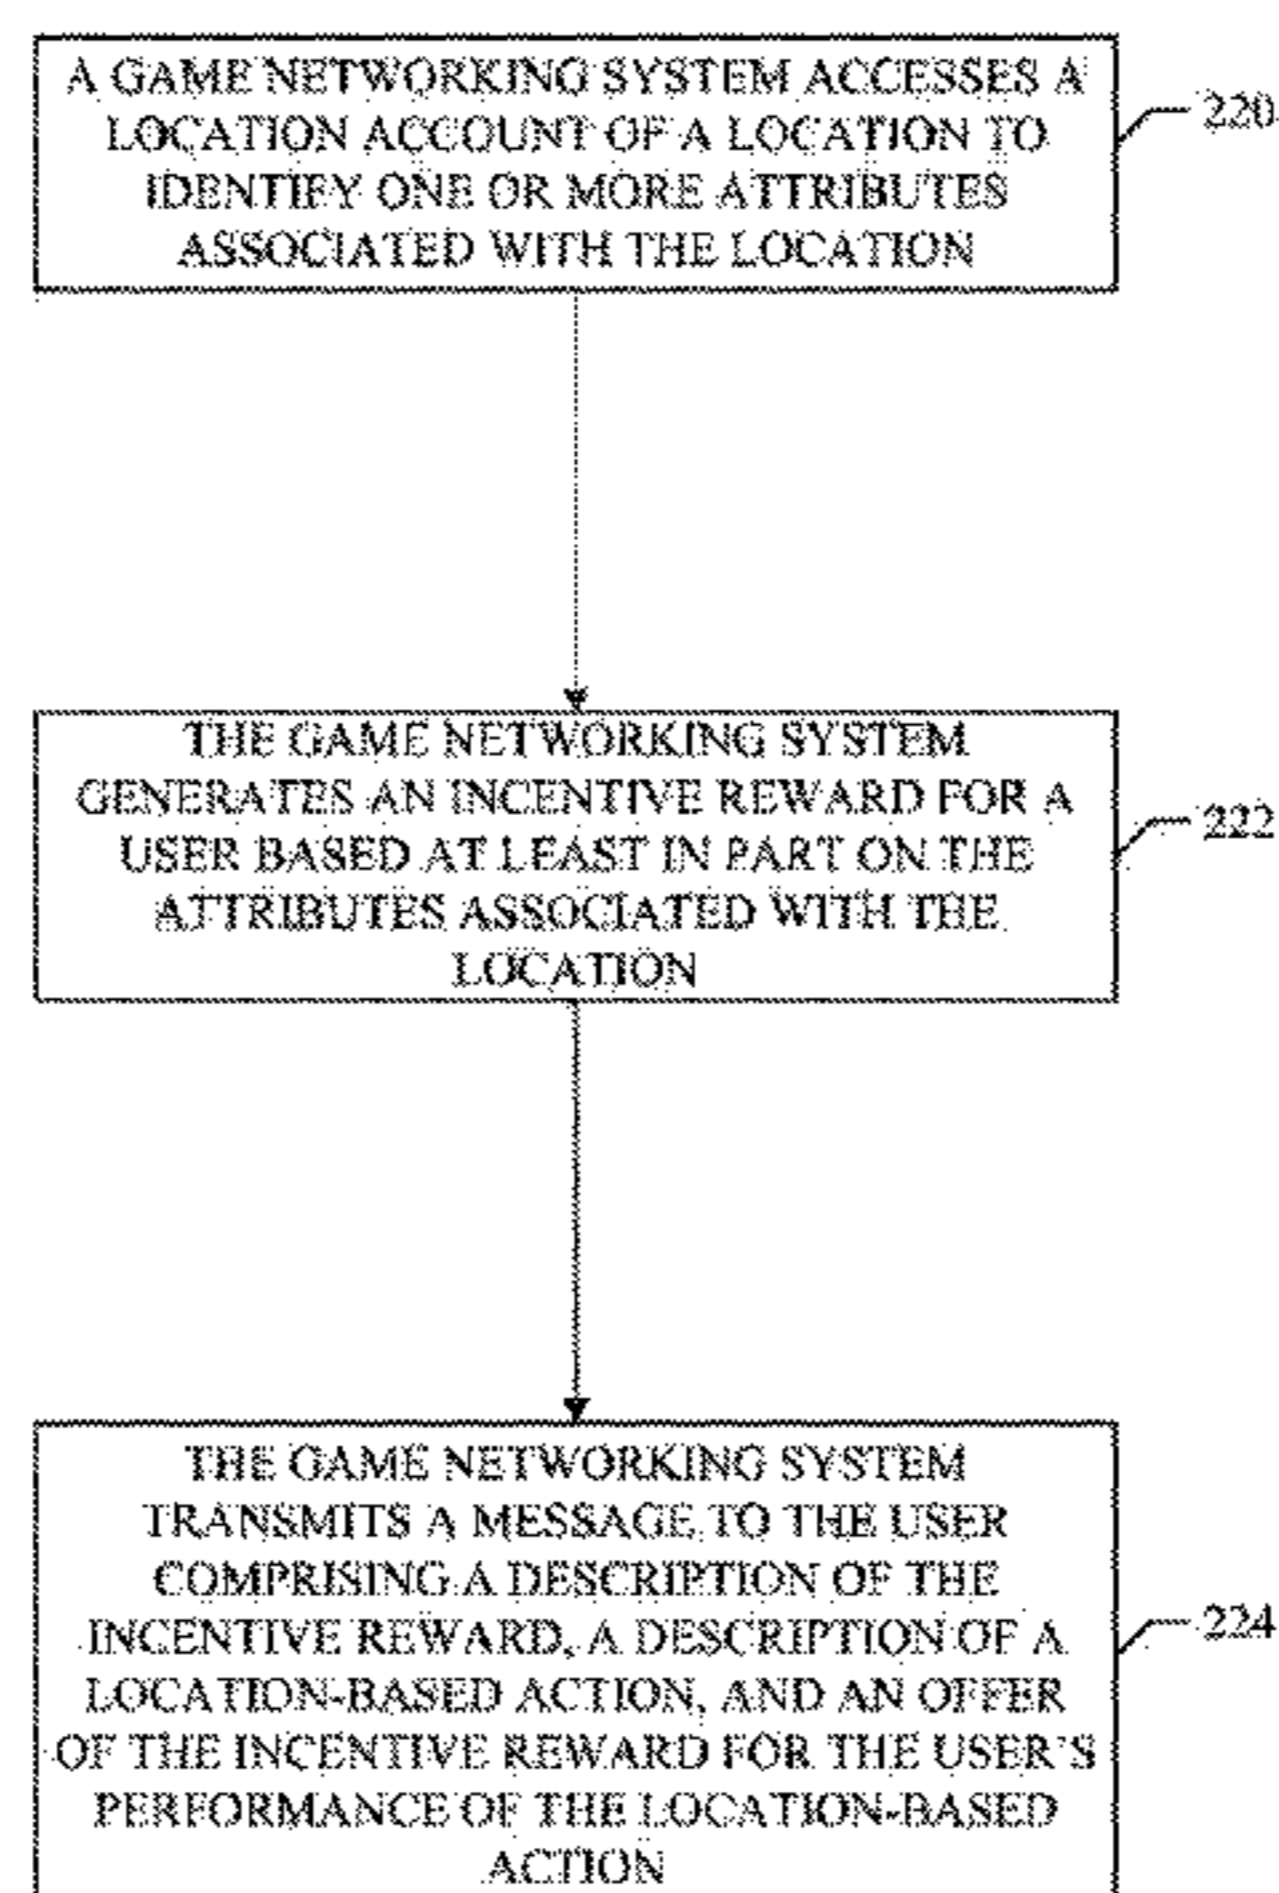 A GAME NETWORKING SYSTEM ACCESSES A
LOCATION ACCOUNT OF A LOCATION TO
IDENTIFY ONE OR MORE ATTRIBUTES
ASSOCIATED WITH THE LOCATION
220
THE GAME NETWORKING SYSTEM
GENERATES AN INCENTIVE REWARD FOR A
USER BASED AT LEAST IN PART ON THE
ATTRIBUTES ASSOCIATED WITH THE
LOCATION
222
THE GAME NETWORKING SYSTEM
TRANSMITS A MESSAGE TO THE USER
COMPRISING A DESCRIPTION OF THE
INCENTIVE REWARD, A DESCRIPTION OF A
LOCATION-BASED ACTION, AND AN OFFER
OF THE INCENTIVE REWARD FOR THE USER'S
PERFORMANCE OF THE LOCATION-BASED
ACTION
224